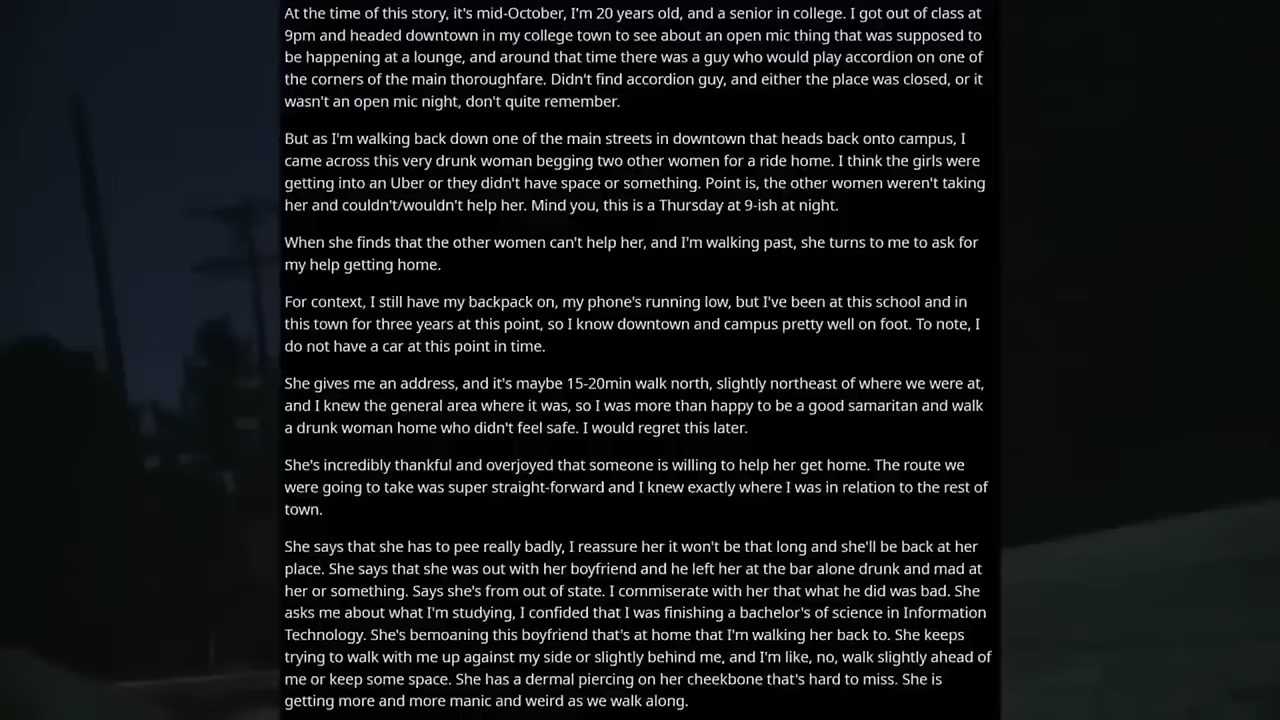 At the time of this story, it's mid-October, I'm 20 years old, and a senior in college. I got out of class at
9pm and headed downtown in my college town to see about an open mic thing that was supposed to
be happening at a lounge, and around that time there was a guy who would play accordion on one of
the corners of the main thoroughfare. Didn't find accordion guy, and either the place was closed, or it
wasn't an open mic night, don't quite remember.
But as I'm walking back down one of the main streets in downtown that heads back onto campus, I
came across this very drunk woman begging two other women for a ride home. I think the girls were
getting into an Uber or they didn't have space or something. Point is, the other women weren't taking
her and couldn't/wouldn't help her. Mind you, this is a Thursday at 9-ish at night.
When she finds that the other women can't help her, and I'm walking past, she turns to me to ask for
my help getting home.
For context, I still have my backpack on, my phone's running low, but I've been at this school and in
this town for three years at this point, so I know downtown and campus pretty well on foot. To note, I
do not have a car at this point in time.
She gives me an address, and it's maybe 15-20min walk north, slightly northeast of where we were at,
and I knew the general area where it was, so I was more than happy to be a good samaritan and walk
a drunk woman home who didn't feel safe. I would regret this later.
She's incredibly thankful and overjoyed that someone is willing to help her get home. The route we
were going to take was super straight-forward and I knew exactly where I was in relation to the rest of
town.
She says that she has to pee really badly, I reassure her it won't be that long and she'll be back at her
place. She says that she was out with her boyfriend and he left her at the bar alone drunk and mad at
her or something. Says she's from out of state. I commiserate with her that what he did was bad. She
asks me about what I'm studying, I confided that I was finishing a bachelor's of science in Information
Technology. She's bemoaning this boyfriend that's at home that I'm walking her back to. She keeps
trying to walk with me up against my side or slightly behind me, and I'm like, no, walk slightly ahead of
me or keep some space. She has a dermal piercing on her cheekbone that's hard to miss. She is
getting more and more manic and weird as we walk along.